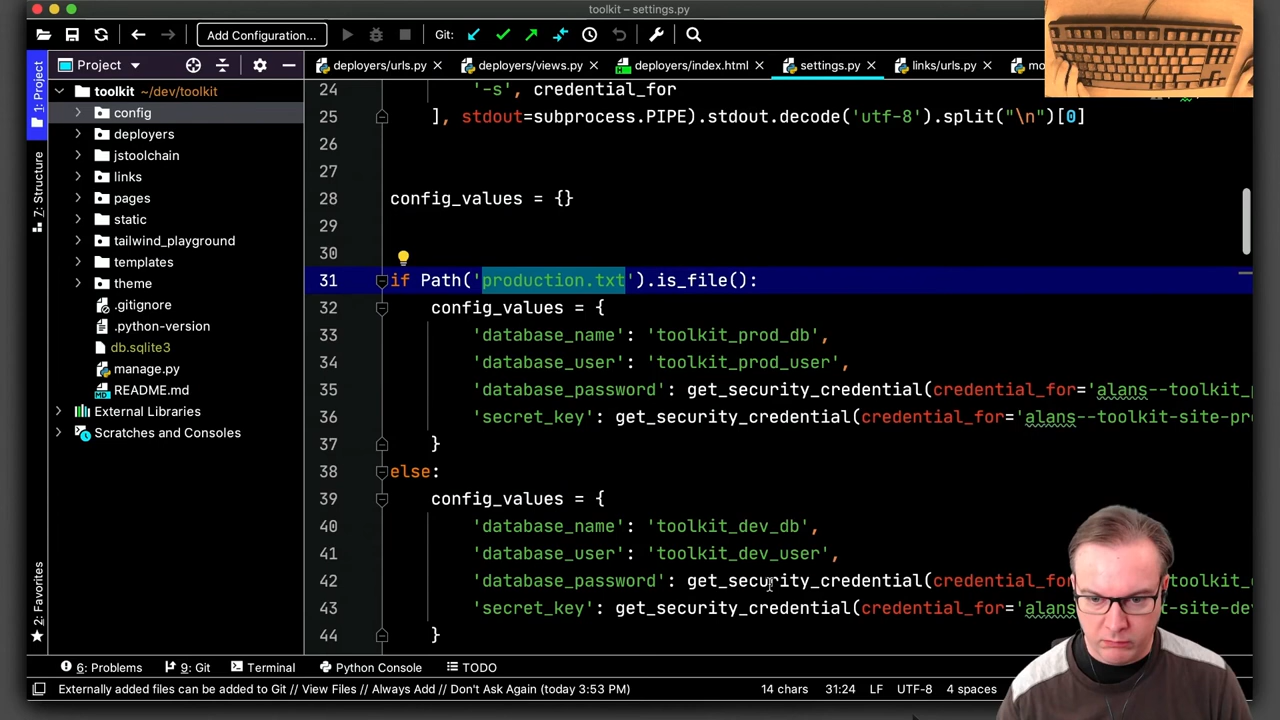 toolkit – settings.py
Add Configuration...
Git:
1: Project
Project
deployers/urls.py
deployers/views.py
deployers/index.html
settings.py
links/urls.py
toolkit ~/dev/toolkit
config
deployers
jstoolchain
links
pages
static
tailwind_playground
templates
theme
.gitignore
.python-version
db.sqlite3
manage.py
README.md
External Libraries
Scratches and Consoles
7: Structure
2: Favorites
24 '-s', credential_for
25 ], stdout=subprocess.PIPE).stdout.decode('utf-8').split("\n")[0]
26
27
28 config_values = {}
29
30
31 if Path('production.txt').is_file():
32 config_values = {
33 'database_name': 'toolkit_prod_db',
34 'database_user': 'toolkit_prod_user',
35 'database_password': get_security_credential(credential_for='alans--toolkit_
36 'secret_key': get_security_credential(credential_for='alans--toolkit-site-pr
37 }
38 else:
39 config_values = {
40 'database_name': 'toolkit_dev_db',
41 'database_user': 'toolkit_dev_user',
42 'database_password': get_security_credential(credential_fo
43 'secret_key': get_security_credential(credential_for='alans
44 }
6: Problems
9: Git
Terminal
Python Console
TODO
Externally added files can be added to Git // View Files // Always Add // Don't Ask Again (today 3:53 PM)
14 chars
31:24
LF
UTF-8
4 spaces